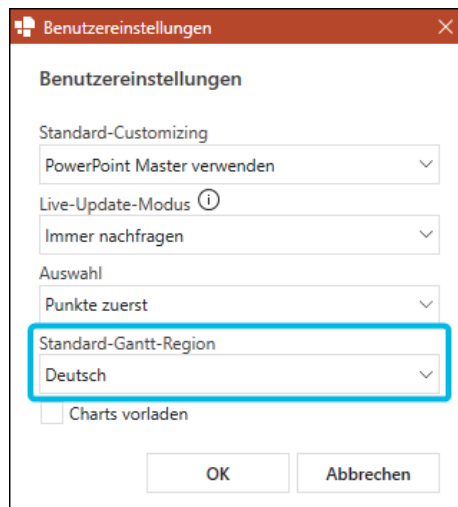 Benutzereinstellungen
Benutzereinstellungen
Standard-Customizing
PowerPoint Master verwenden
Live-Update-Modus
Immer nachfragen
Auswahl
Punkte zuerst
Standard-Gantt-Region
Deutsch
Charts vorladen
OK Abbrechen